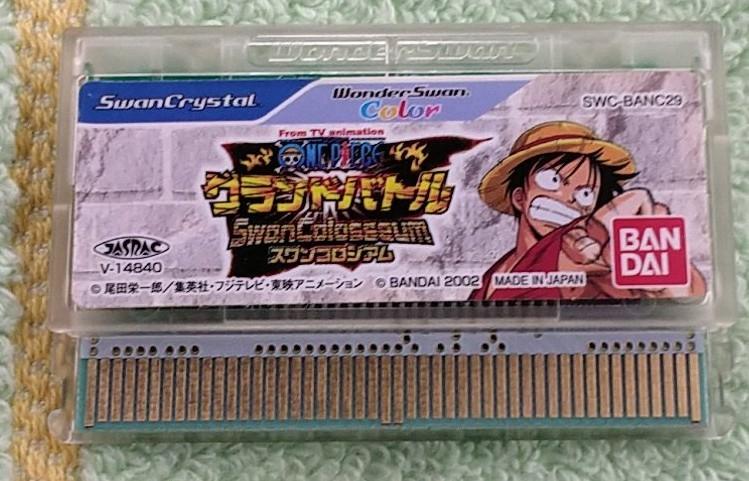 WonderSwan
SwanCrystal
WonderSwan
Color
SWC-BANC29
From TV animation
ONE PIECE
グランドバトル
SwanColosseum
スワンコロシアム
JASRAC
V-14840
BAN
DAI
© 尾田栄一郎／集英社・フジテレビ・東映アニメーション © BANDAI 2002 MADE IN JAPAN